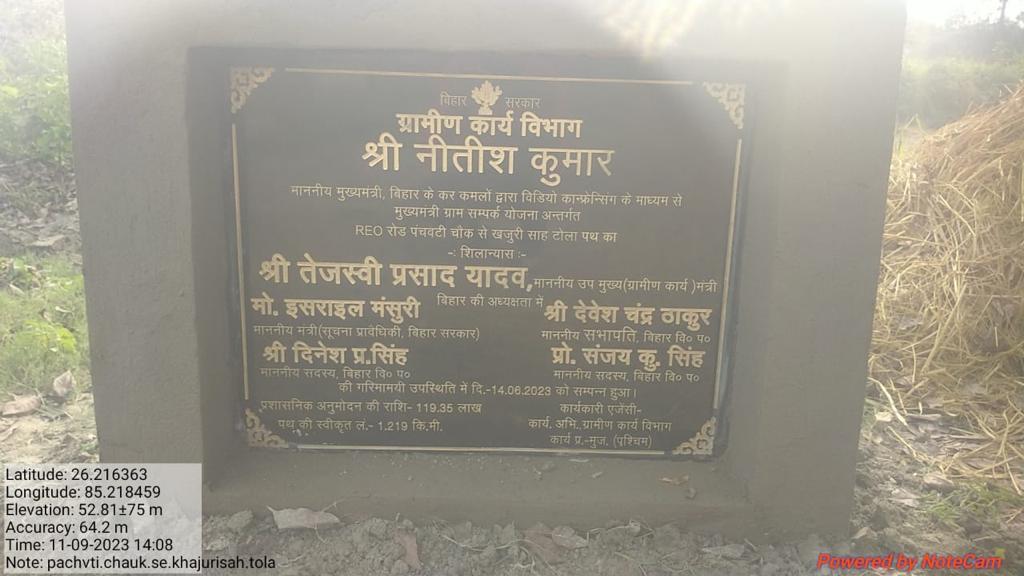 बिहार सरकार
ग्रामीण कार्य विभाग
श्री नीतीश कुमार
माननीय मुख्यमंत्री, बिहार के कर कमलों द्वारा विडियो कान्फ्रेन्सिंग के माध्यम से
मुख्यमंत्री ग्राम सम्पर्क योजना अन्तर्गत
REO रोड पंचवटी चौक से खजुरी साह टोला पथ का
-: शिलान्यास :-
श्री तेजस्वी प्रसाद यादव, माननीय उप मुख्य(ग्रामीण कार्य )मंत्री
बिहार की अध्यक्षता में
मो. इसराइल मंसुरी श्री देवेश चंद्र ठाकुर
माननीय मंत्री(सूचना प्रावैधिकी, बिहार सरकार) माननीय सभापति, बिहार वि० प०
श्री दिनेश प्र.सिंह प्रो. संजय कु. सिंह
माननीय सदस्य, बिहार वि० प० माननीय सदस्य, बिहार वि० प०
की गरिमामयी उपस्थिति में दि.-14.06.2023 को सम्पन्न हुआ।
प्रशासनिक अनुमोदन की राशि- 119.35 लाख कार्यकारी एजेंसी-
पथ की स्वीकृत ल.- 1.219 कि.मी. कार्य. अभि. ग्रामीण कार्य विभाग
कार्य प्र.-मुज. (पश्चिम)
Latitude: 26.216363
Longitude: 85.218459
Elevation: 52.81±75 m
Accuracy: 64.2 m
Time: 11-09-2023 14:08
Note: pachvti.chauk.se.khajurisah.tola
Powered by NoteCam